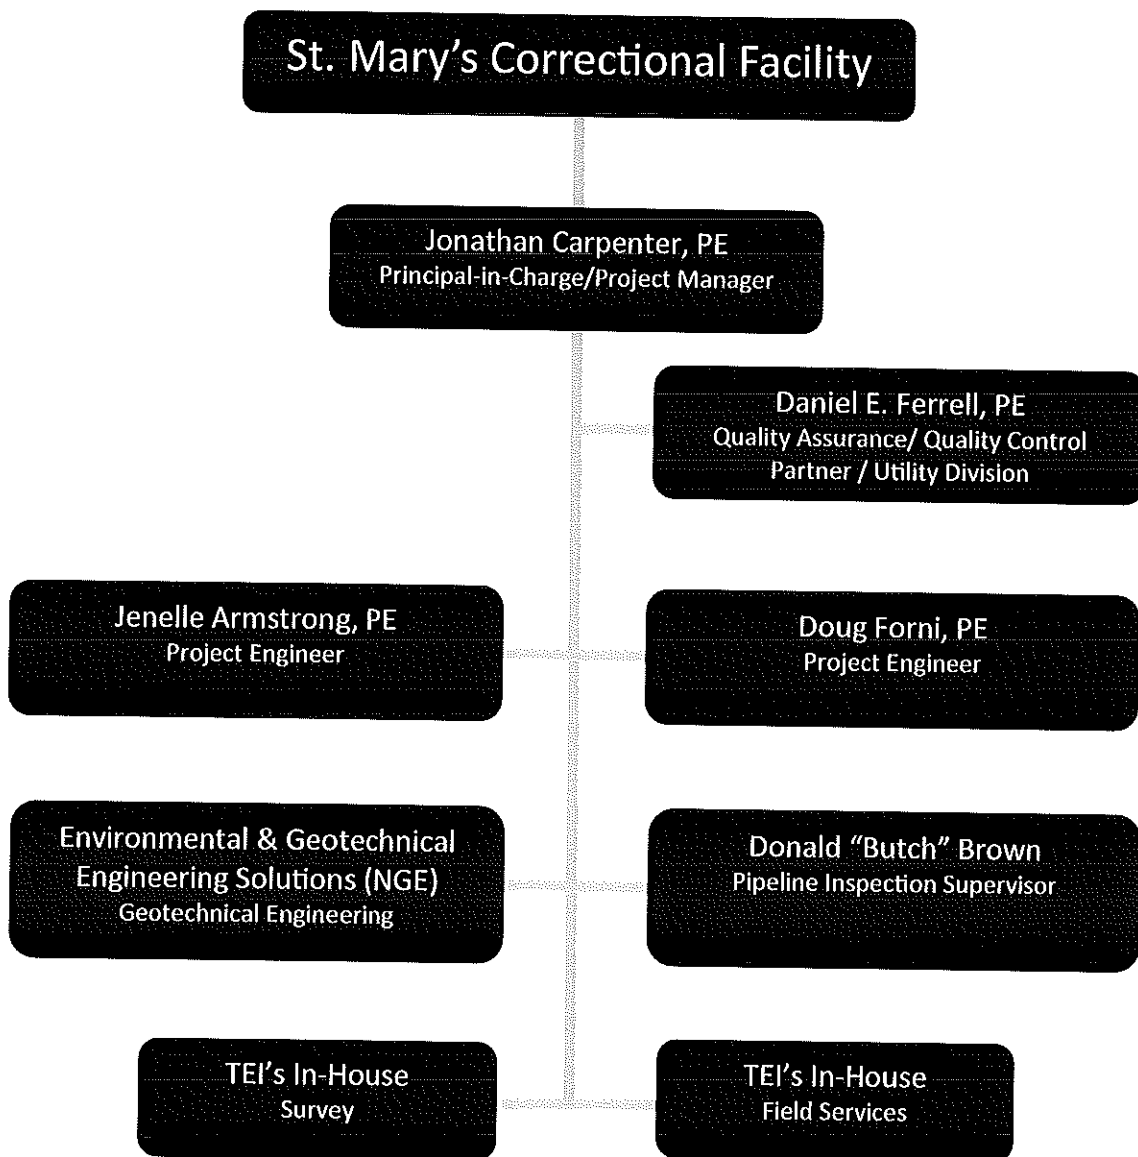 St. Mary’s Correctional Facility
Jonathan Carpenter, PE
Principal-in-Charge/Project Manager
Daniel E. Ferrell, PE
Quality Assurance/ Quality Control
Partner / Utility Division
Jenelle Armstrong, PE
Project Engineer
Doug Forni, PE
Project Engineer
Environmental & Geotechnical
Engineering Solutions (NGE)
Geotechnical Engineering
Donald “Butch” Brown
Pipeline Inspection Supervisor
TEI’s In-House
Survey
TEI’s In-House
Field Services